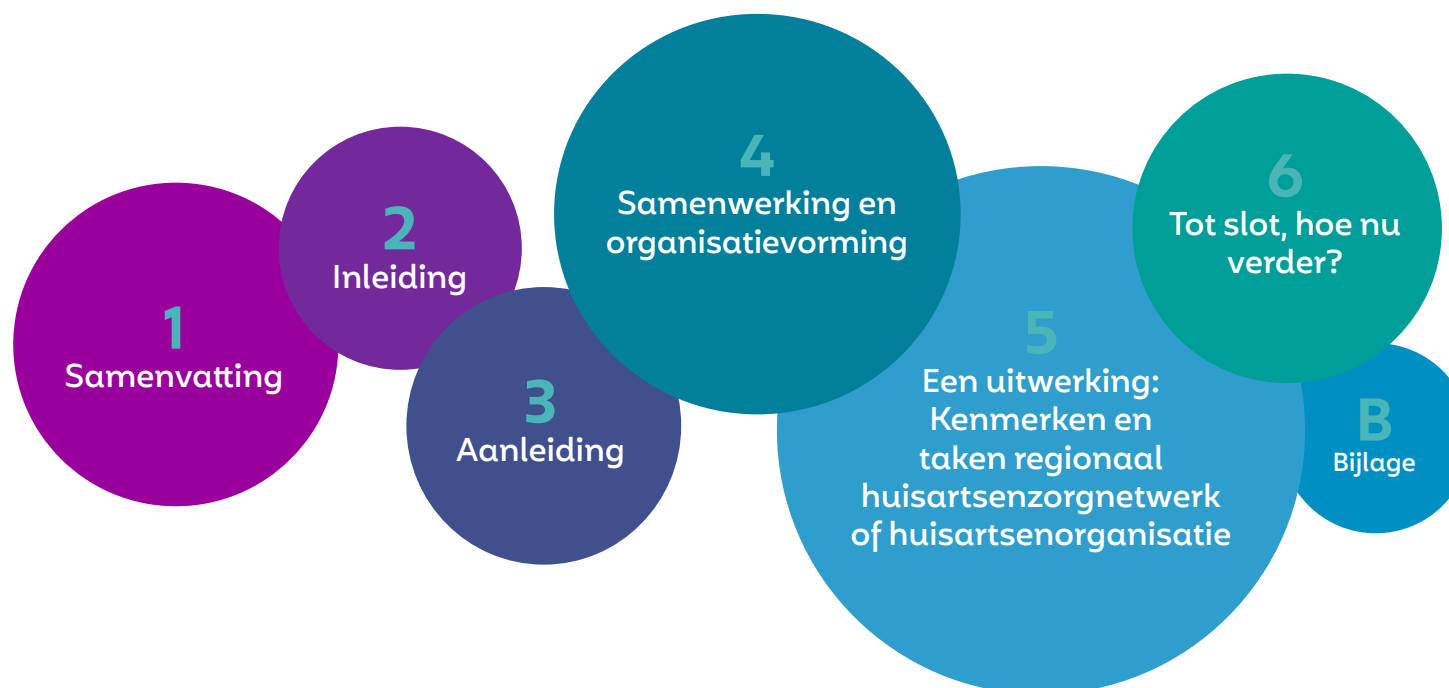 1
Samenvatting
2
Inleiding
3
Aanleiding
4
Samenwerking en
organisatievorming
5
Een uitwerking:
Kenmerken en
taken regionaal
huisartsenzorgnetwerk
of huisartsenorganisatie
6
Tot slot, hoe nu
verder?
B
Bijlage